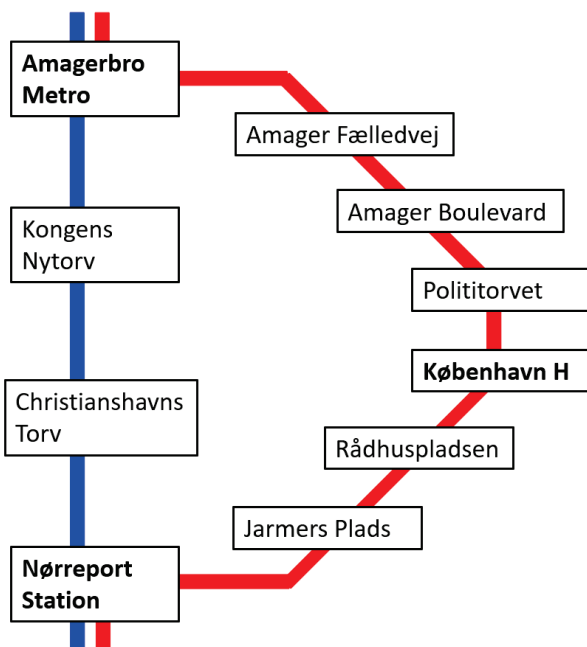 Amagerbro
Metro
Amager Fælledvej
Amager Boulevard
Kongens
Nytorv
Polititorvet
København H
Christianshavns
Torv
Rådhuspladsen
Jarmers Plads
Nørreport
Station